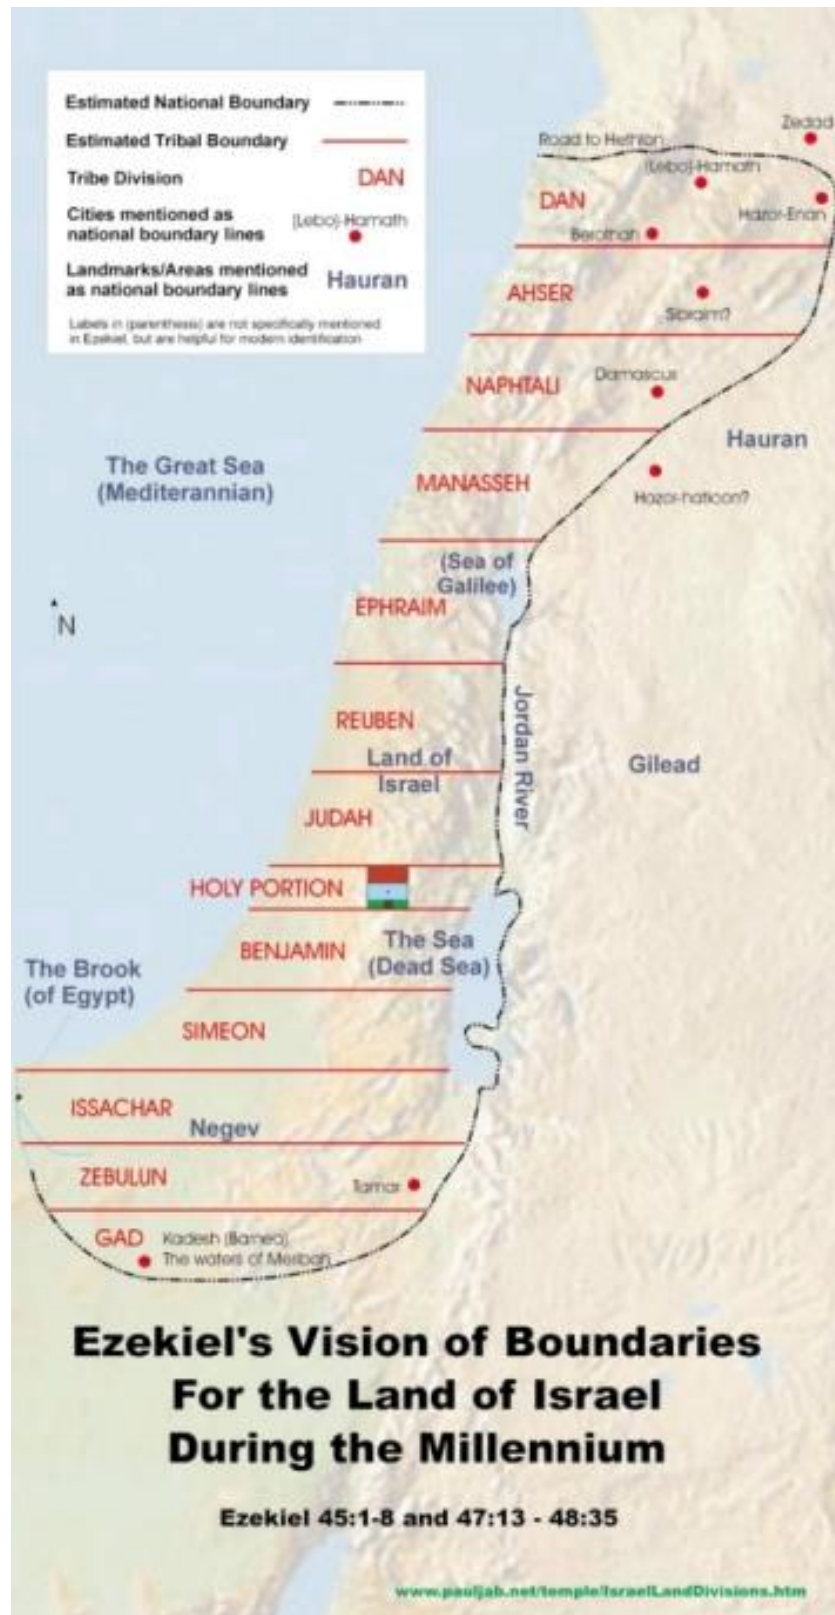 Estimated National Boundary
Estimated Tribal Boundary
Tribe Division DAN
Cities mentioned as
national boundary lines
(Lebo)-Hamath
Landmarks/Areas mentioned
as national boundary lines
Hauran
Labels in (parenthesis) are not specifically mentioned
in Ezekiel, but are helpful for modern identification
Zedad
Road to Hethlon
(Lebo)-Hamath
DAN
Hazor-Enan
Berothah
AHSER
Sibraim?
NAPHTALI
Damascus
Hauran
The Great Sea
(Mediterannian)
MANASSEH
Hazor-haticon?
(Sea of
Galilee)
EPHRAIM
N
REUBEN
Jordan River
Land of
Israel
Gilead
JUDAH
HOLY PORTION
BENJAMIN
The Sea
(Dead Sea)
The Brook
(of Egypt)
SIMEON
ISSACHAR
Negev
ZEBULUN
Tamar
GAD
Kadesh (Barnea)
The waters of Meribah
Ezekiel's Vision of Boundaries
For the Land of Israel
During the Millennium
Ezekiel 45:1-8 and 47:13 - 48:35
www.pauljab.net/temple/IsraelLandDivisions.htm